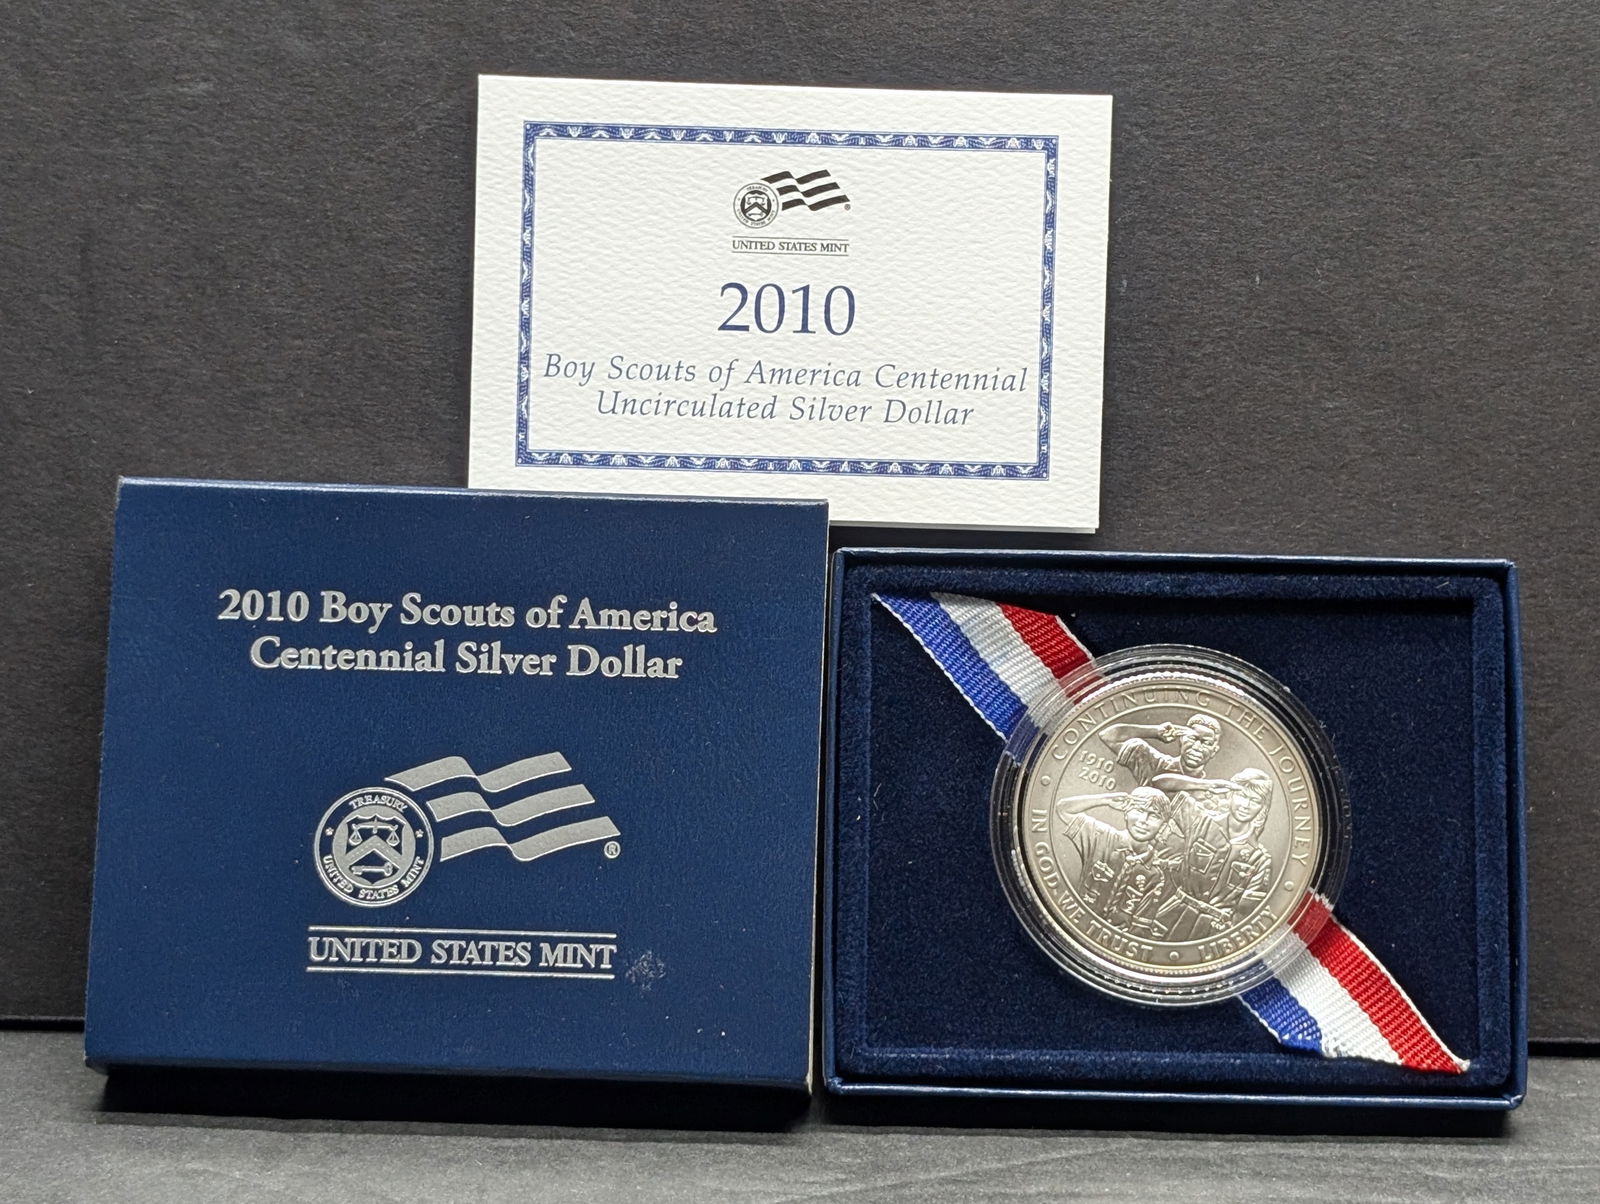 UNITED STATES MINT
2010
Boy Scouts of America Centennial
Uncirculated Silver Dollar
2010 Boy Scouts of America
Centennial Silver Dollar
TREASURY
UNITED STATES MINT
®
UNITED STATES MINT
CONTINUING THE JOURNEY
1910
2010
IN GOD WE TRUST
LIBERTY